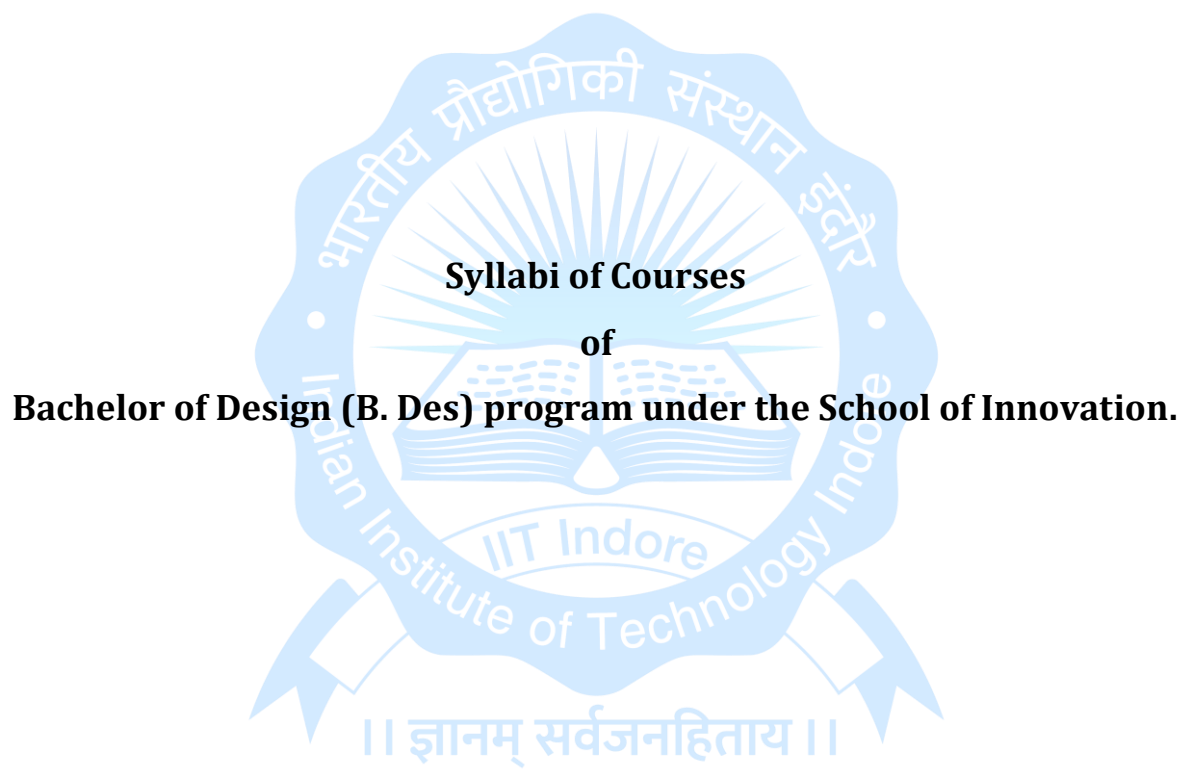 भारतीय प्रौद्योगिकी संस्थान इंदौर
Syllabi of Courses
of
Bachelor of Design (B. Des) program under the School of Innovation.
IIT Indore
Indian Institute of Technology Indore
।। ज्ञानम् सर्वजनहिताय ।।